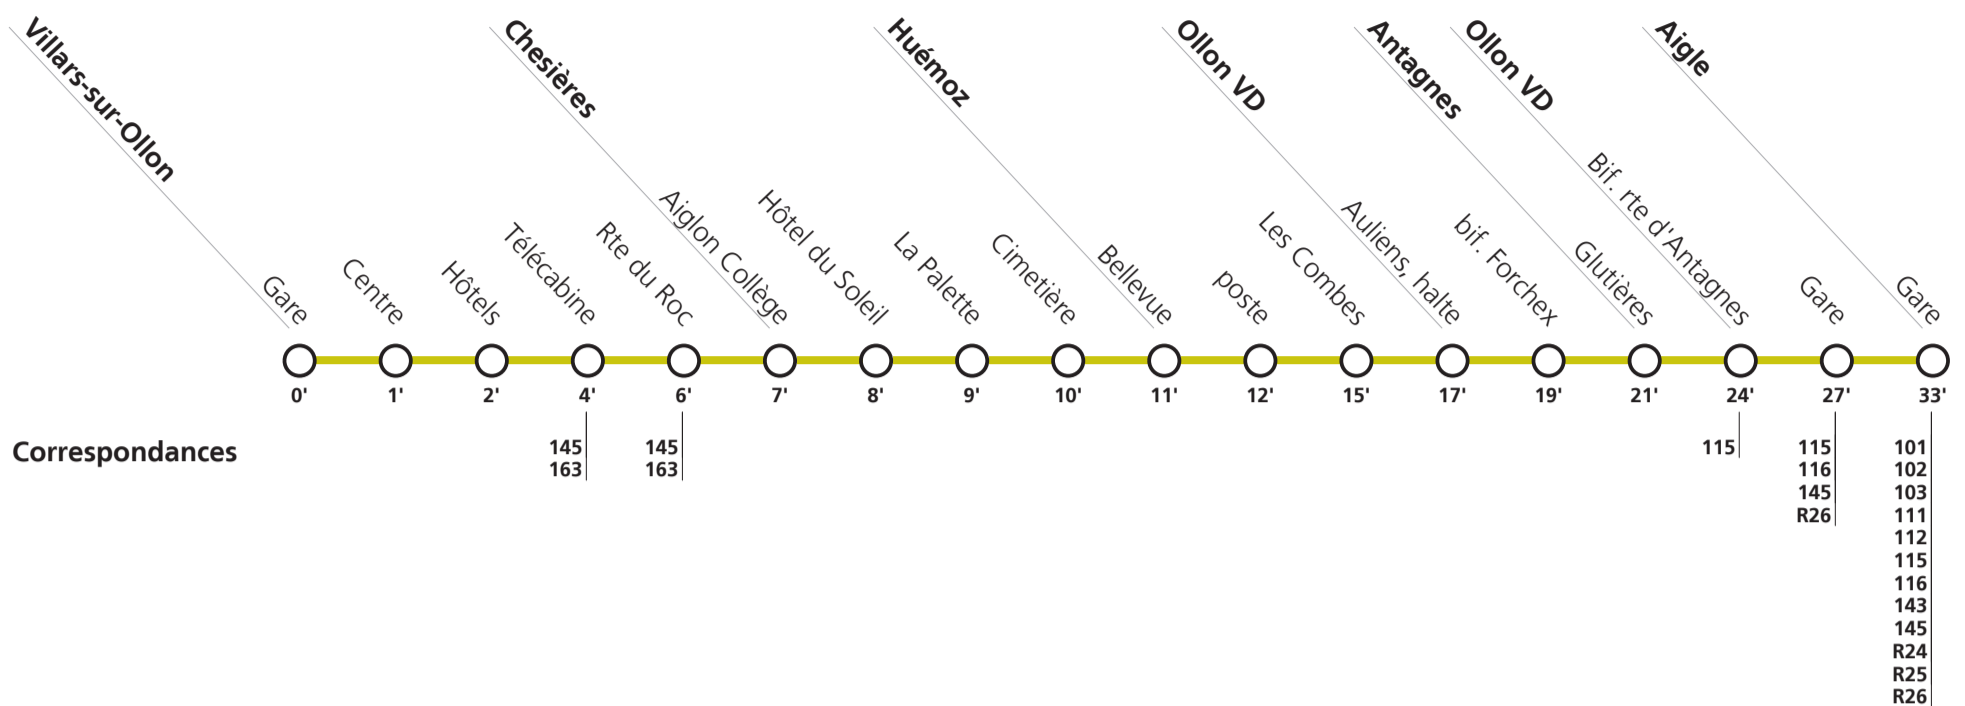 Villars-sur-Ollon
Chesières
Huémoz
Ollon VD
Antagnes
Ollon VD
Aigle
Gare
Centre
Hôtels
Télécabine
Rte du Roc
Aiglon Collège
Hôtel du Soleil
La Palette
Cimetière
Bellevue
poste
Les Combes
Auliens, halte
bif. Forchex
Glutières
Bif. rte d'Antagnes
Gare
Gare
0' 1' 2' 4' 6' 7' 8' 9' 10' 11' 12' 15' 17' 19' 21' 24' 27' 33'
Correspondances
145
163
145
163
115
115
116
145
R26
101
102
103
111
112
115
116
143
145
R24
R25
R26